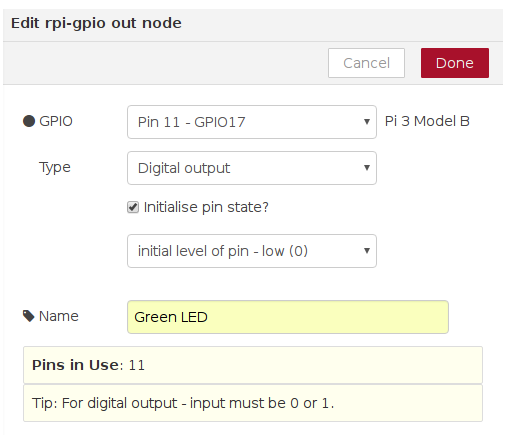 Edit rpi-gpio out node
Cancel Done
GPIO Pin 11 - GPIO17 Pi 3 Model B
Type Digital output
Initialise pin state?
initial level of pin - low (0)
Name Green LED
Pins in Use: 11
Tip: For digital output - input must be 0 or 1.